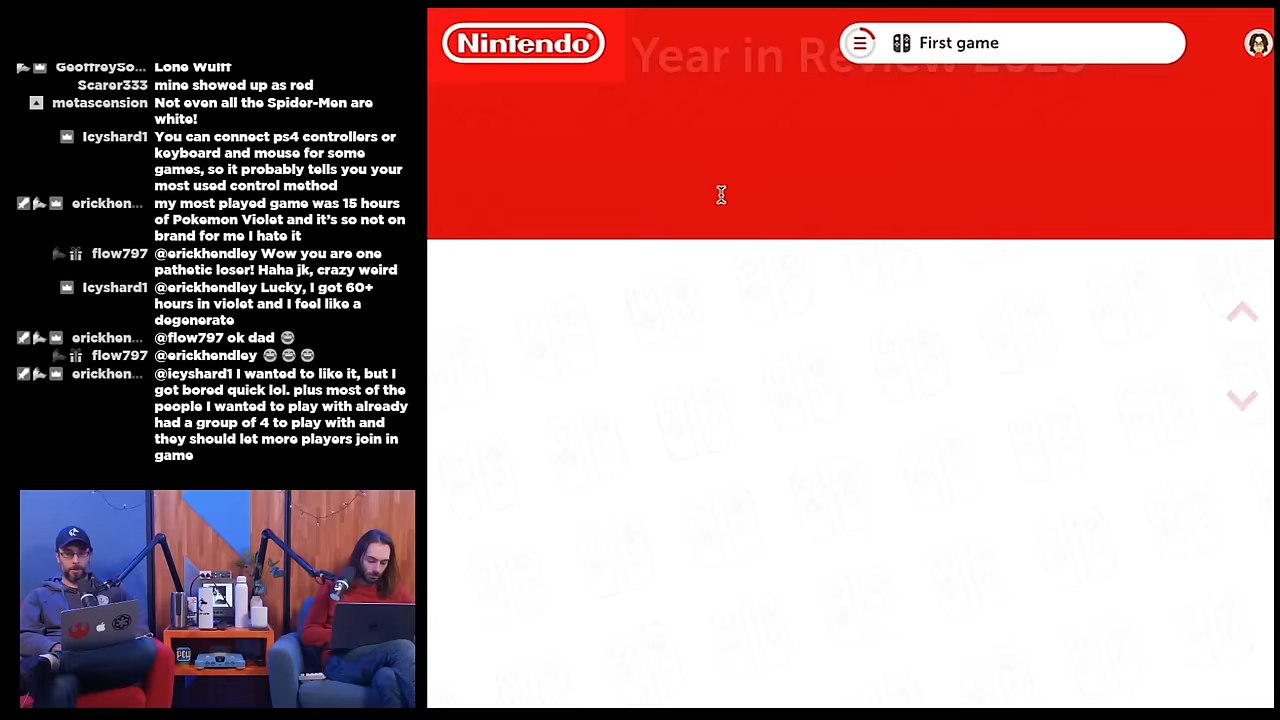 GeoffreySo... Lone Wulff
Scarer333 mine showed up as red
metascension Not even all the Spider-Men are
white!
Icyshard1 You can connect ps4 controllers or
keyboard and mouse for some
games, so it probably tells you your
most used control method
erickhen... my most played game was 15 hours
of Pokemon Violet and it's so not on
brand for me I hate it
flow797 @erickhendley Wow you are one
pathetic loser! Haha jk, crazy weird
Icyshard1 @erickhendley Lucky, I got 60+
hours in violet and I feel like a
degenerate
erickhen... @flow797 ok dad
flow797 @erickhendley
erickhen... @icyshard1 I wanted to like it, but I
got bored quick lol. plus most of the
people I wanted to play with already
had a group of 4 to play with and
they should let more players join in
game
Nintendo®
Year in Review 2023
First game